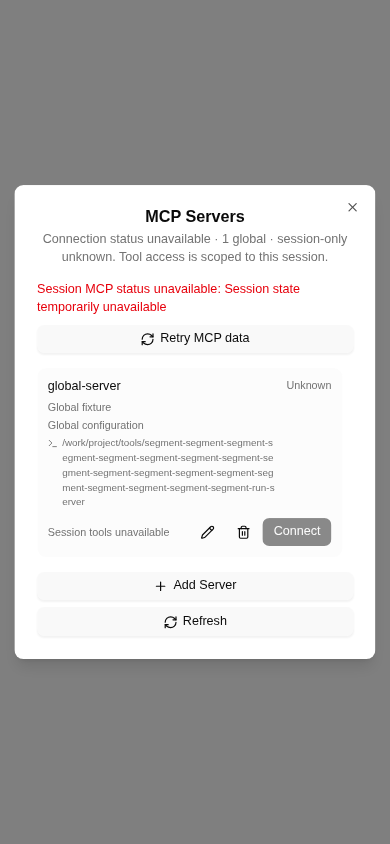 MCP Servers
Connection status unavailable · 1 global · session-only
unknown. Tool access is scoped to this session.
Session MCP status unavailable: Session state
temporarily unavailable
Retry MCP data
global-server
Unknown
Global fixture
Global configuration
/work/project/tools/segment-segment-segment-s
egment-segment-segment-segment-segment-se
gment-segment-segment-segment-segment-seg
ment-segment-segment-segment-segment-run-s
erver
Session tools unavailable
Connect
Add Server
Refresh